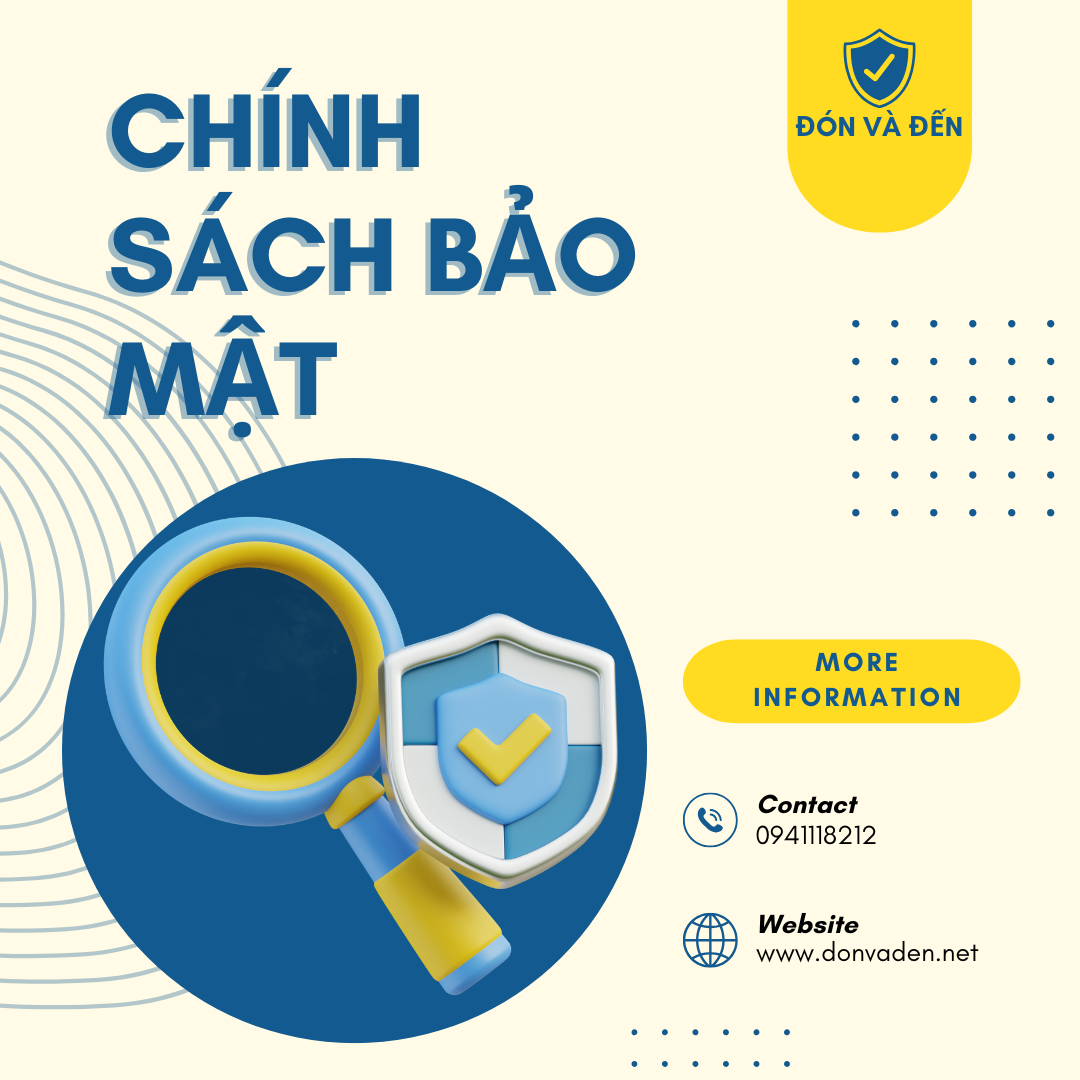 CHÍNH
SÁCH BẢO
MẬT
ĐÓN VÀ ĐẾN
MORE
INFORMATION
Contact
0941118212
Website
www.donvaden.net